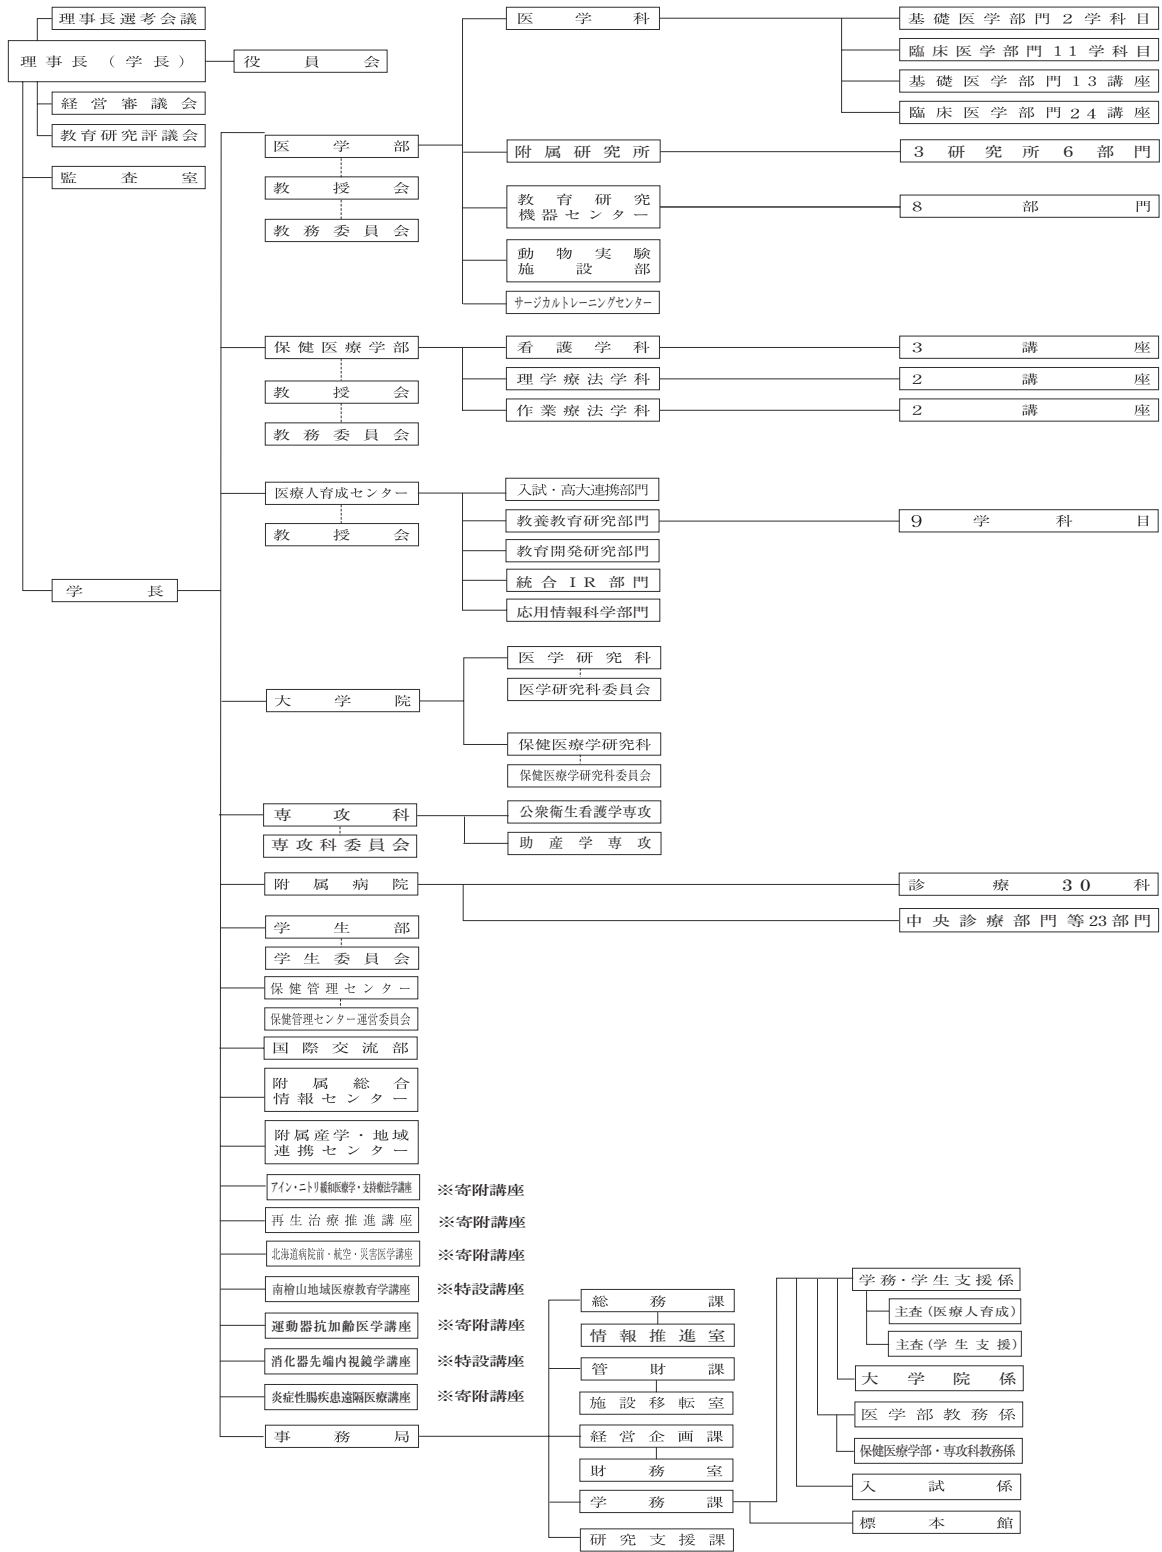 理事長選考会議
理事長（学長）
役員会
経営審議会
教育研究評議会
監査室
学長
医学部
教授会
教務委員会
医学科
基礎医学部門2学科目
臨床医学部門11学科目
基礎医学部門13講座
臨床医学部門24講座
附属研究所
3研究所6部門
教育研究
機器センター
8部門
動物実験
施設部
サージカルトレーニングセンター
保健医療学部
教授会
教務委員会
看護学科
3講座
理学療法学科
2講座
作業療法学科
2講座
医療人育成センター
教授会
入試・高大連携部門
教養教育研究部門
9学科目
教育開発研究部門
統合IR部門
応用情報科学部門
大学院
医学研究科
医学研究科委員会
保健医療学研究科
保健医療学研究科委員会
専攻科
専攻科委員会
公衆衛生看護学専攻
助産学専攻
附属病院
診療30科
中央診療部門等23部門
学生部
学生委員会
保健管理センター
保健管理センター運営委員会
国際交流部
附属総合
情報センター
附属産学・地域
連携センター
アイン・ニトリ緩和医療学・支持療法学講座 ※寄附講座
再生治療推進講座 ※寄附講座
北海道病院前・航空・災害医学講座 ※寄附講座
南檜山地域医療教育学講座 ※特設講座
運動器抗加齢医学講座 ※寄附講座
消化器先端内視鏡学講座 ※特設講座
炎症性腸疾患遠隔医療講座 ※寄附講座
事務局
総務課
情報推進室
管財課
施設移転室
経営企画課
財務室
学務課
研究支援課
学務・学生支援係
主査(医療人育成)
主査(学生支援)
大学院係
医学部教務係
保健医療学部・専攻科教務係
入試係
標本館